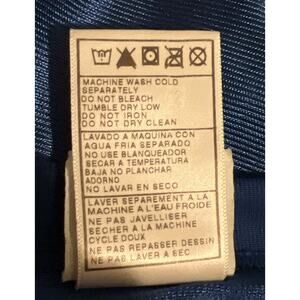 MACHINE WASH COLD
SEPARATELY
DO NOT BLEACH
TUMBLE DRY LOW
DO NOT IRON
DO NOT DRY CLEAN
LAVADO A MAQUINA CON
AGUA FRIA SEPARADO
NO USE BLANQUEADOR
SECAR A TEMPERATURA
BAJA NO PLANCHAR
ADORNO
NO LAVAR EN SECO
LAVER SEPAREMENT A LA
MACHINE A L'EAU FROIDE
NE PAS JAVELLISER
SECHER A LA MACHINE
CYCLE DOUX
NE PAS REPASSER DESSIN
NE PAS LAVER A SEC